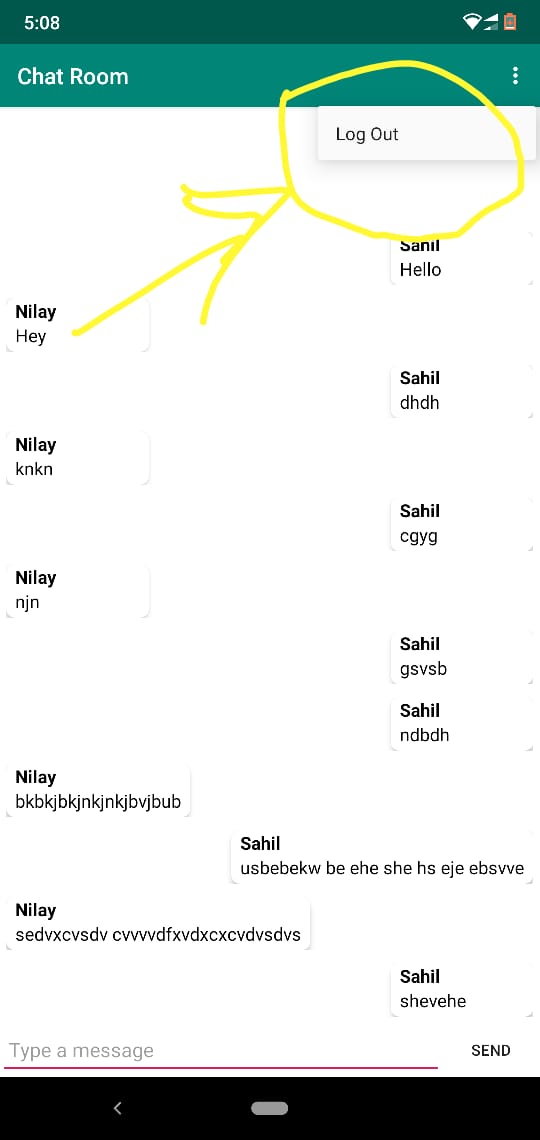 5:08
Chat Room
Log Out
Sahil
Hello
Nilay
Hey
Sahil
dhdh
Nilay
knkn
Sahil
cgyg
Nilay
njn
Sahil
gsvsb
Sahil
ndbdh
Nilay
bkbkjbkjnkjnkjbvjbub
Sahil
usbebekw be ehe she hs eje ebsvve
Nilay
sedvxcvsdv cvvvvdfxvdxcxcvdvsdvs
Sahil
shevehe
Type a message
SEND